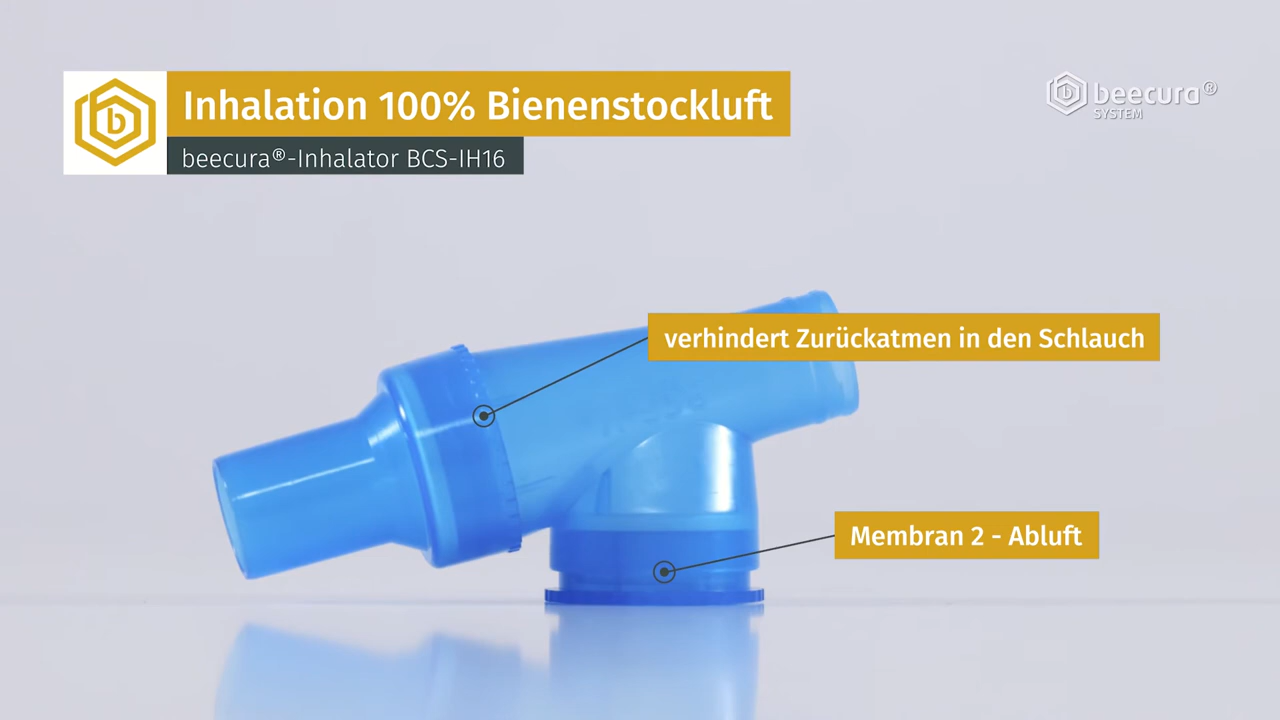 Inhalation 100% Bienenstockluft
beecura®-Inhalator BCS-IH16
beecura®
SYSTEM
verhindert Zurückatmen in den Schlauch
Membran 2 - Abluft